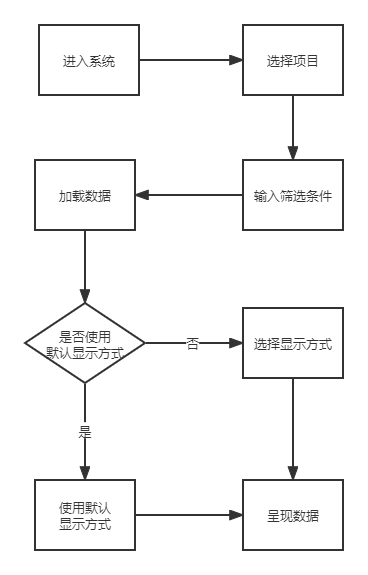 进入系统
选择项目
输入筛选条件
加载数据
是否使用
默认显示方式
否
选择显示方式
是
使用默认
显示方式
呈现数据